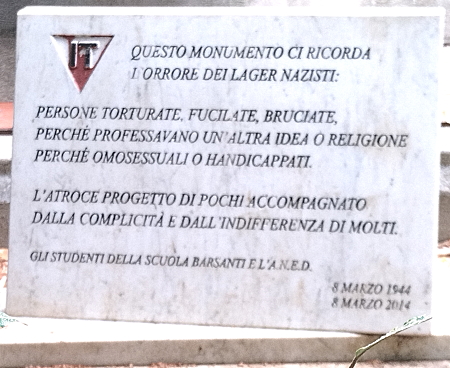 IT
QUESTO MONUMENTO CI RICORDA
L'ORRORE DEI LAGER NAZISTI:
PERSONE TORTURATE, FUCILATE, BRUCIATE,
PERCHÉ PROFESSAVANO UN'ALTRA IDEA O RELIGIONE
PERCHÉ OMOSESSUALI O HANDICAPPATI.
L'ATROCE PROGETTO DI POCHI ACCOMPAGNATO
DALLA COMPLICITÀ E DALL'INDIFFERENZA DI MOLTI.
GLI STUDENTI DELLA SCUOLA BARSANTI E L'A.N.E.D.
8 MARZO 1944
8 MARZO 2014